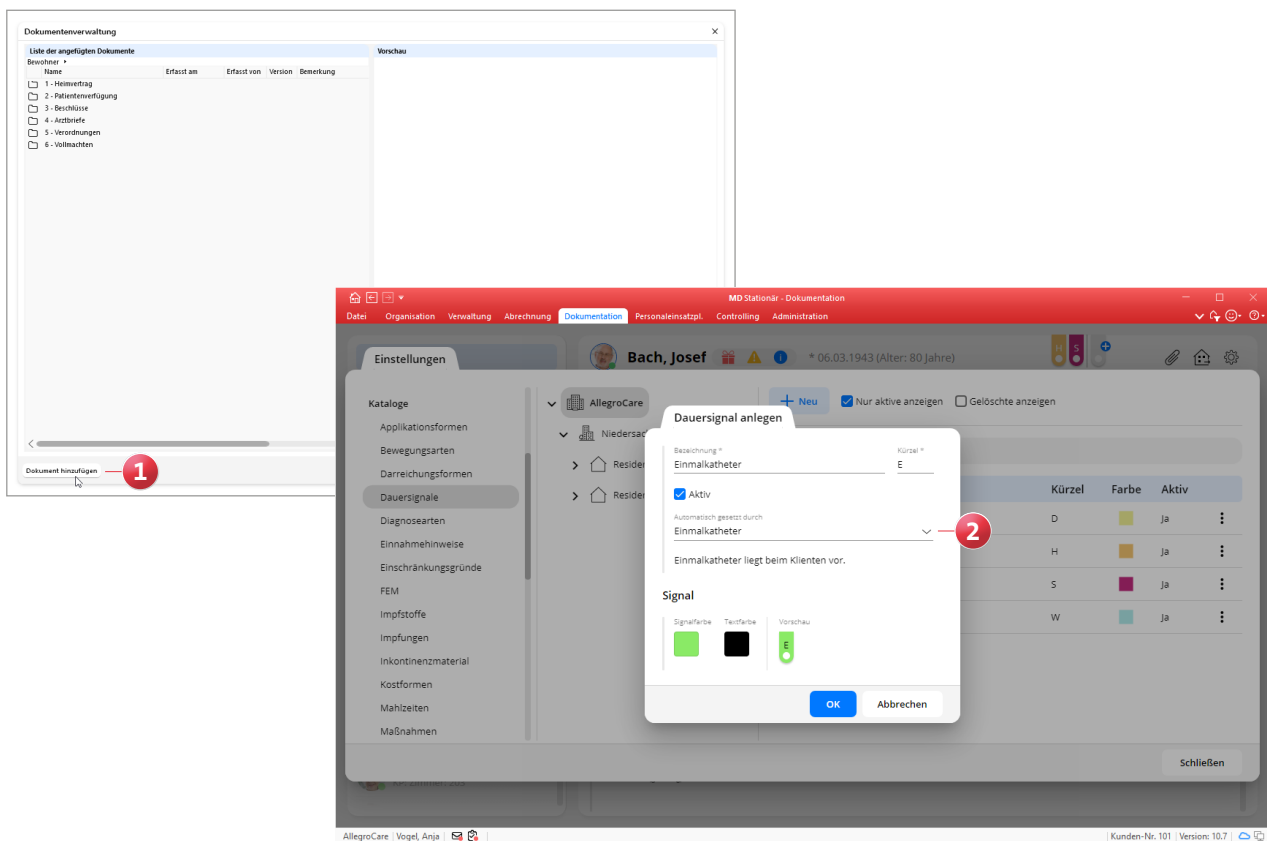 Dokumentenverwaltung
Liste der angefügten Dokumente
Vorschau
Bewohner
Name Erfasst am Erfasst von Version Bemerkung
1 - Heimvertrag
2 - Patientenverfügung
3 - Beschlüsse
4 - Arztbriefe
5 - Verordnungen
6 - Vollmachten
Dokument hinzufügen
1
MD Stationär - Dokumentation
Datei Organisation Verwaltung Abrechnung Dokumentation Personaleinsatzpl. Controlling Administration
Einstellungen
Bach, Josef * 06.03.1943 (Alter: 80 Jahre)
H S
Kataloge
Applikationsformen
Bewegungsarten
Darreichungsformen
Dauersignale
Diagnosearten
Einnahmehinweise
Einschränkungsgründe
FEM
Impfstoffe
Impfungen
Inkontinenzmaterial
Kostformen
Mahlzeiten
Maßnahmen
AllegroCare
Niedersac
Residen
Residen
+ Neu Nur aktive anzeigen Gelöschte anzeigen
Kürzel Farbe Aktiv
D Ja
H Ja
S Ja
W Ja
Dauersignal anlegen
Bezeichnung * Kürzel *
Einmalkatheter E
Aktiv
Automatisch gesetzt durch
Einmalkatheter
2
Einmalkatheter liegt beim Klienten vor.
Signal
Signalfarbe Textfarbe Vorschau
E
OK Abbrechen
Schließen
AllegroCare Vogel, Anja
Kunden-Nr. 101 Version: 10.7